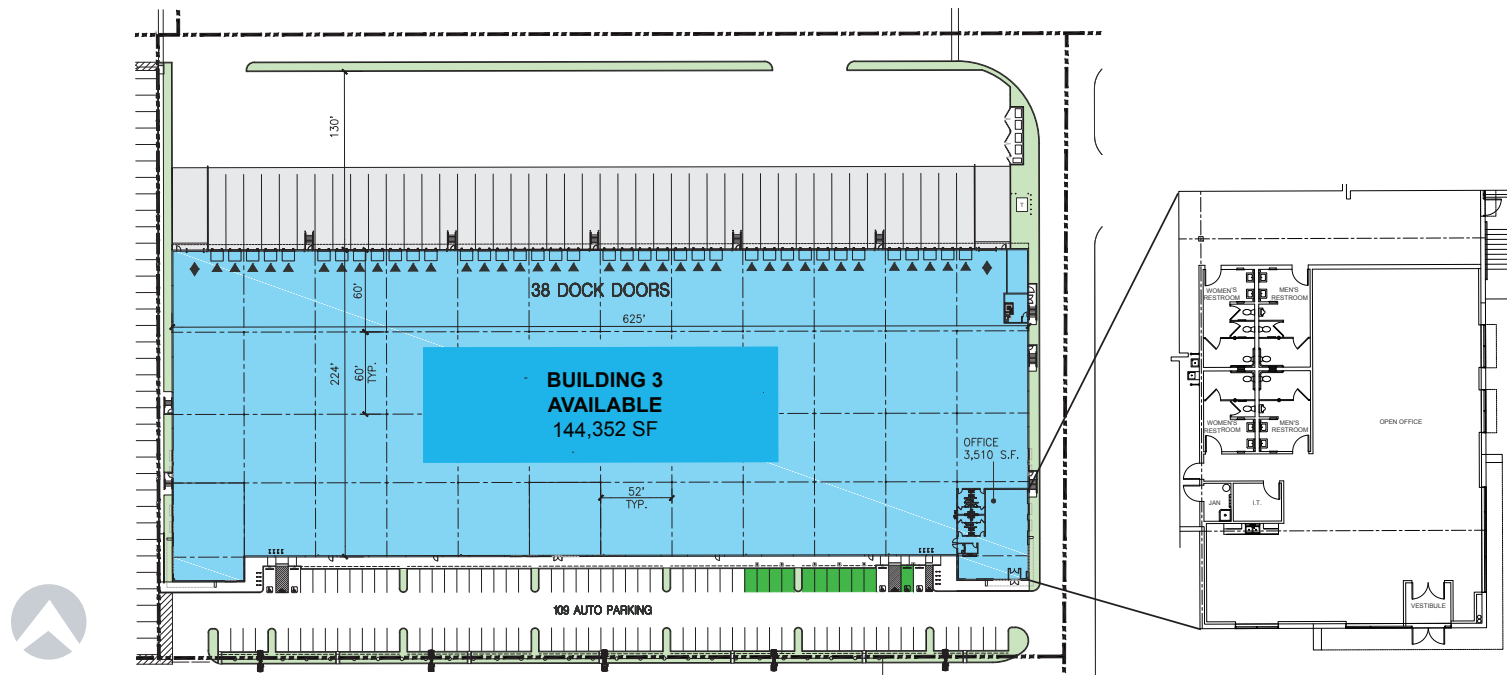 130'
T
38 DOCK DOORS
60'
625'
224'
60'
TYP.
BUILDING 3
AVAILABLE
144,352 SF
OFFICE
3,510 S.F.
52'
TYP.
109 AUTO PARKING
WOMEN'S
RESTROOM
MEN'S
RESTROOM
OPEN OFFICE
WOMEN'S
RESTROOM
MEN'S
RESTROOM
JAN.
I.T.
VESTIBULE